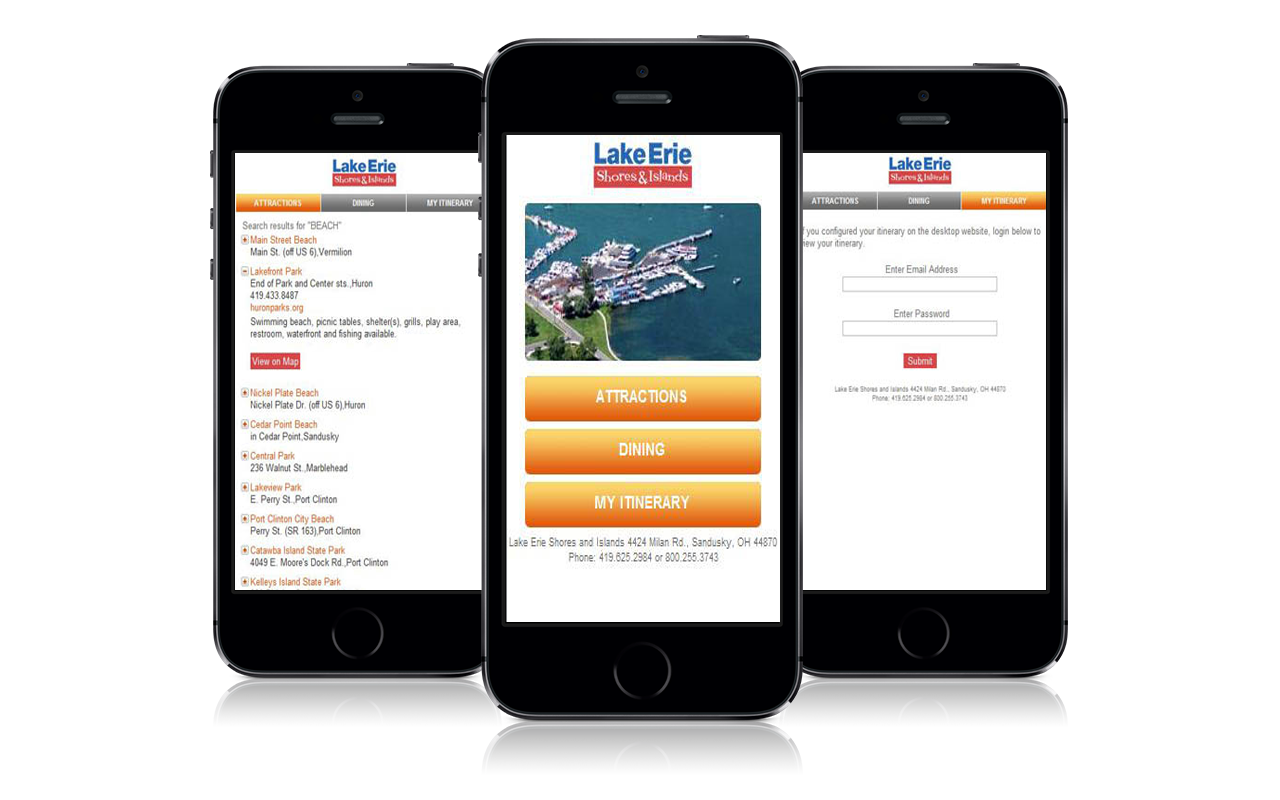 Lake Erie
Shores & Islands
ATTRACTIONS
DINING
MY ITINERARY
Search results for "BEACH"
Main Street Beach
Main St. (off US 6),Vermilion
Lakefront Park
End of Park and Center sts.,Huron
419.433.8487
huronparks.org
Swimming beach, picnic tables, shelter(s), grills, play area,
restroom, waterfront and fishing available.
View on Map
Nickel Plate Beach
Nickel Plate Dr. (off US 6),Huron
Cedar Point Beach
in Cedar Point,Sandusky
Central Park
236 Walnut St.,Marblehead
Lakeview Park
E. Perry St.,Port Clinton
Port Clinton City Beach
Perry St. (SR 163),Port Clinton
Catawba Island State Park
4049 E. Moore's Dock Rd.,Port Clinton
Kelleys Island State Park
Lake Erie
Shores & Islands
ATTRACTIONS
DINING
MY ITINERARY
Lake Erie Shores and Islands 4424 Milan Rd., Sandusky, OH 44870
Phone: 419.625.2984 or 800.255.3743
Lake Erie
Shores & Islands
ATTRACTIONS
DINING
MY ITINERARY
f you configured your itinerary on the desktop website, login below to
iew your itinerary.
Enter Email Address
Enter Password
Submit
Lake Erie Shores and Islands 4424 Milan Rd., Sandusky, OH 44870
Phone: 419.625.2984 or 800.255.3743